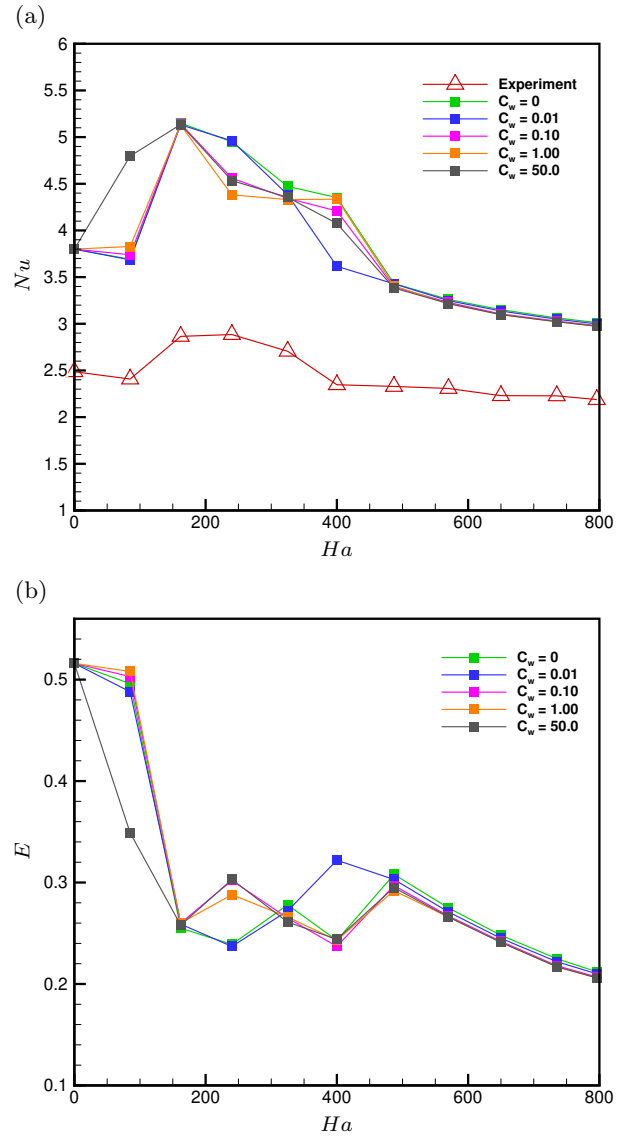 (a)
6
5.5
5
4.5
4
3.5
3
2.5
2
1.5
1
Nu
0
200
400
600
800
Ha
Experiment
C_w = 0
C_w = 0.01
C_w = 0.10
C_w = 1.00
C_w = 50.0
(b)
0.5
0.4
0.3
0.2
0.1
E
0
200
400
600
800
Ha
C_w = 0
C_w = 0.01
C_w = 0.10
C_w = 1.00
C_w = 50.0